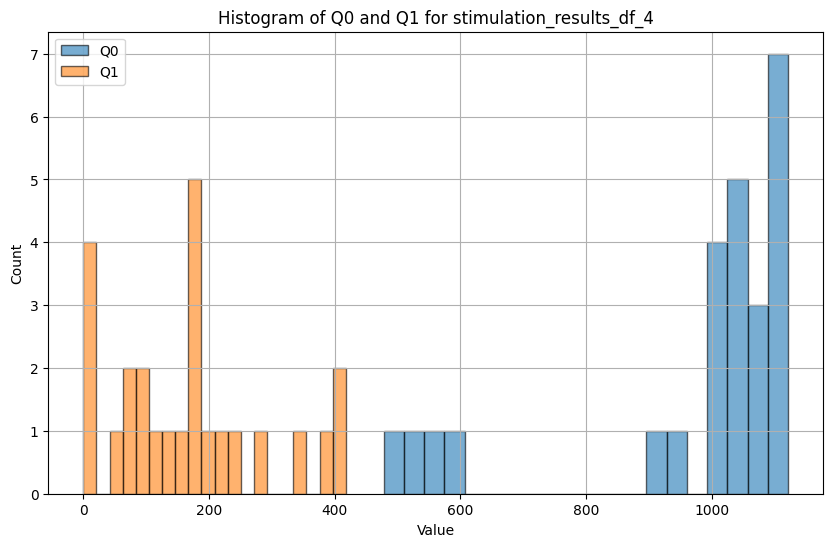 Histogram of Q0 and Q1 for stimulation_results_df_4
Q0
Q1
7
6
5
4
3
2
1
0
Count
0 200 400 600 800 1000
Value